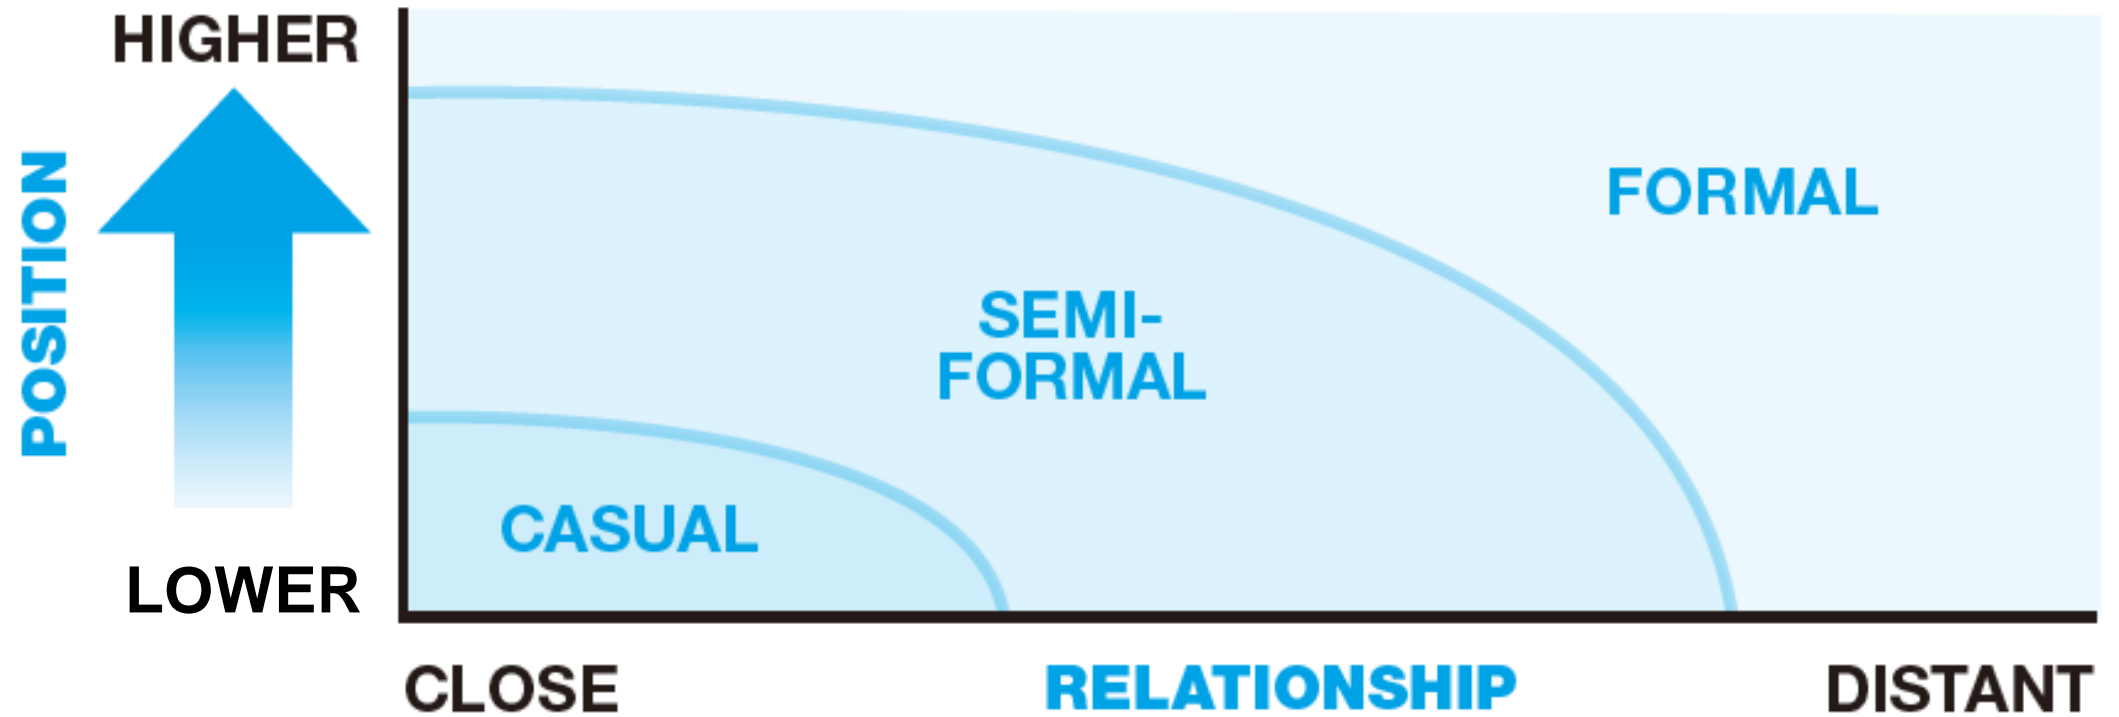 HIGHER
POSITION
LOWER
FORMAL
SEMI-
FORMAL
CASUAL
CLOSE
RELATIONSHIP
DISTANT